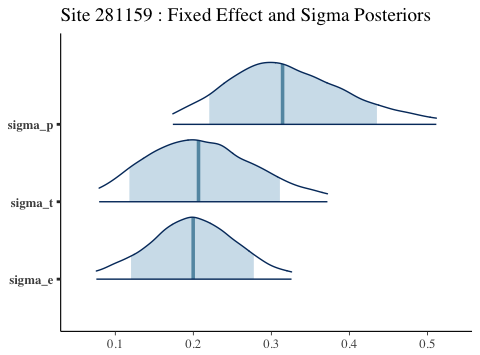 Site 281159 : Fixed Effect and Sigma Posteriors
sigma_p
sigma_t
sigma_e
0.1 0.2 0.3 0.4 0.5